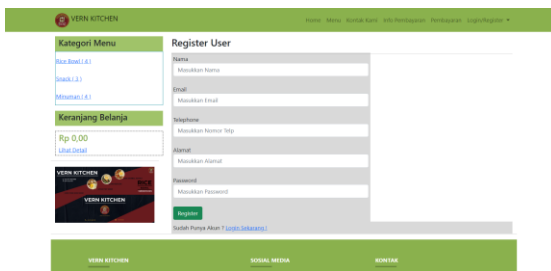 VERN KITCHEN
Home Menu Kontak Kami Info Pembayaran Pembayaran Login/Register
Kategori Menu
Rice Bowl ( 8 )
Snack ( 3 )
Minuman ( 4 )
Keranjang Belanja
Rp 0,00
Lihat Detail
VERN KITCHEN
RICE
VERN KITCHEN
Register User
Nama
Masukkan Nama
Email
Masukkan Email
Telephone
Masukkan Nomor Telp
Alamat
Masukkan Alamat
Password
Masukkan Password
Register
Sudah Punya Akun ? Login Sekarang !
VERN KITCHEN
SOSIAL MEDIA
KONTAK